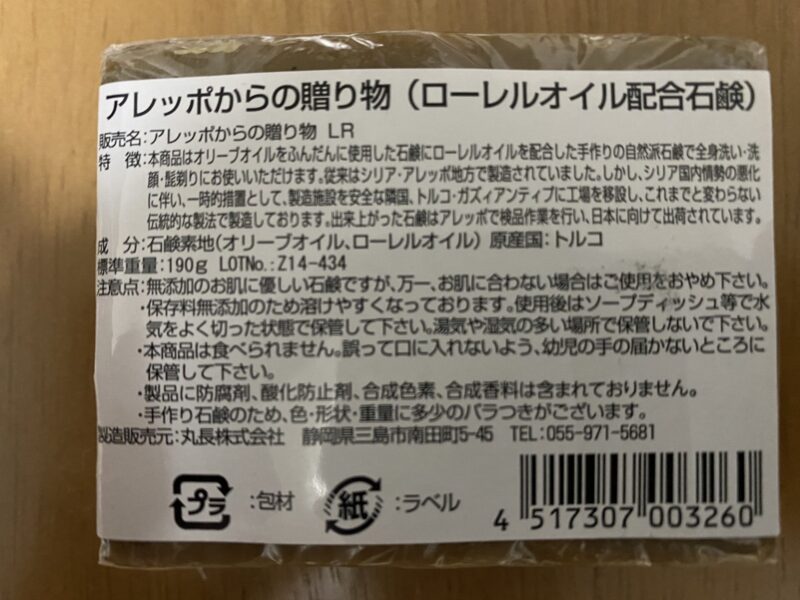 アレッポからの贈り物（ローレルオイル配合石鹸）
販売名：アレッポからの贈り物 LR
特 徴：本商品はオリーブオイルをふんだんに使用した石鹸にローレルオイルを配合した手作りの自然派石鹸で全身洗い・洗
顔・髭剃りにお使いいただけます。従来はシリア・アレッポ地方で製造されていました。しかし、シリア国内情勢の悪化
に伴い、一時的措置として、製造施設を安全な隣国、トルコ・ガズィアンティプに工場を移設し、これまでと変わらない
伝統的な製法で製造しております。出来上がった石鹸はアレッポで検品作業を行い、日本に向けて出荷されています。
成 分：石鹸素地（オリーブオイル、ローレルオイル） 原産国：トルコ
標準重量：190g LOTNo.：Z14-434
注意点：無添加のお肌に優しい石鹸ですが、万一、お肌に合わない場合はご使用をおやめ下さい。
・保存料無添加のため溶けやすくなっております。使用後はソープディッシュ等で水
気をよく切った状態で保管して下さい。湯気や湿気の多い場所で保管しないで下さい。
・本商品は食べられません。誤って口に入れないよう、幼児の手の届かないところに
保管して下さい。
・製品に防腐剤、酸化防止剤、合成色素、合成香料は含まれておりません。
・手作り石鹸のため、色・形状・重量に多少のバラつきがございます。
製造販売元：丸長株式会社 静岡県三島市南田町5-45 TEL：055-971-5681
プラ：包材 紙：ラベル
4 517307 003260